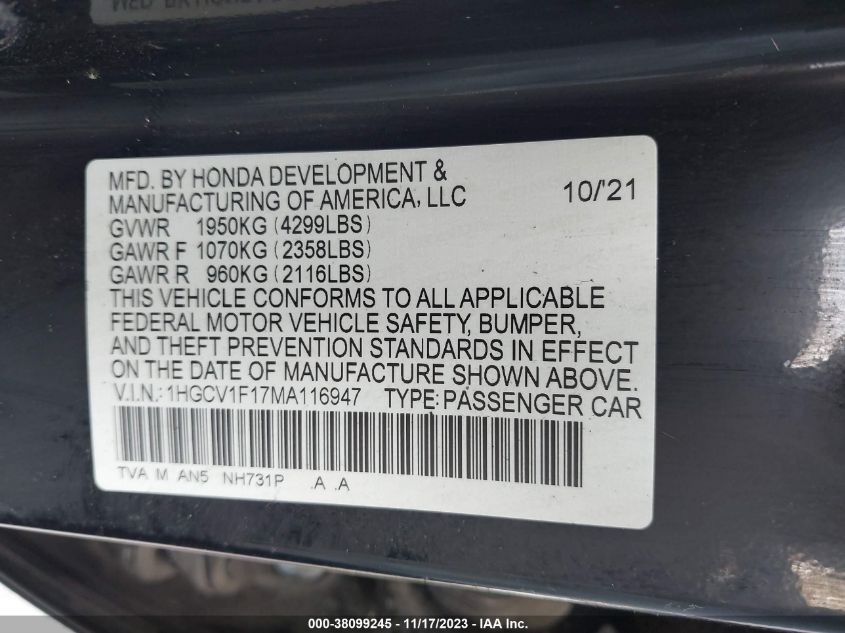 MFD. BY HONDA DEVELOPMENT &
MANUFACTURING OF AMERICA, LLC 10/'21
GVWR 1950KG (4299LBS)
GAWR F 1070KG (2358LBS)
GAWR R 960KG (2116LBS)
THIS VEHICLE CONFORMS TO ALL APPLICABLE
FEDERAL MOTOR VEHICLE SAFETY, BUMPER,
AND THEFT PREVENTION STANDARDS IN EFFECT
ON THE DATE OF MANUFACTURE SHOWN ABOVE.
V.I.N.: 1HGCV1F17MA116947 TYPE: PASSENGER CAR
TVA M AN5 NH731P .A .A
000-38099245 - 11/17/2023 - IAA Inc.